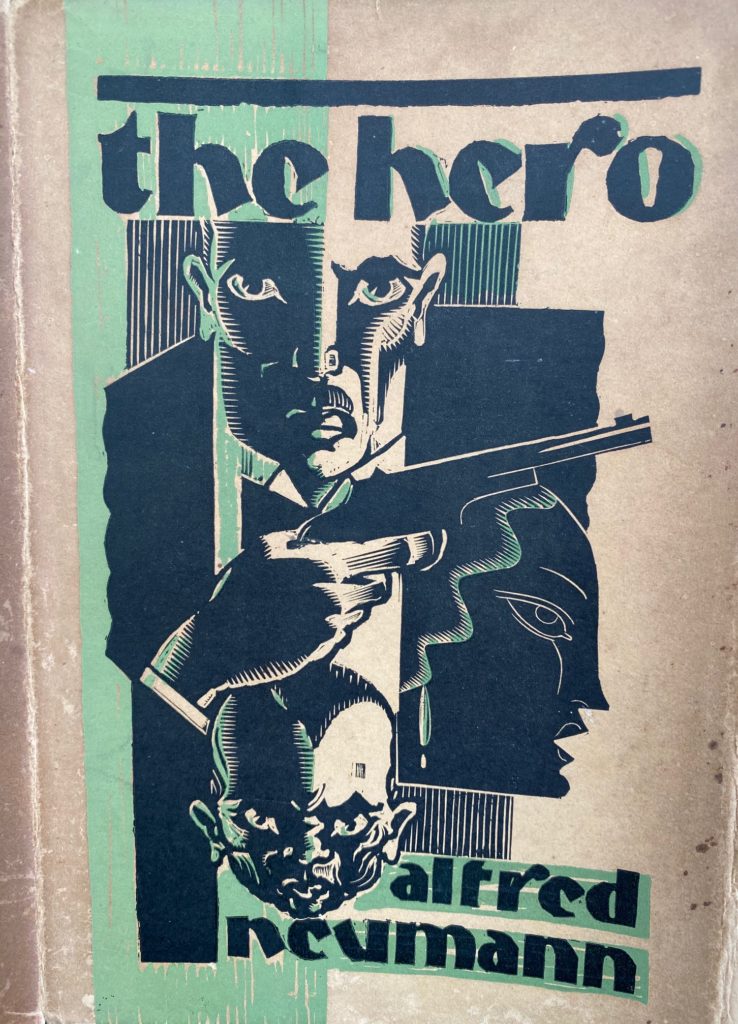 the hero
alfred
neumann